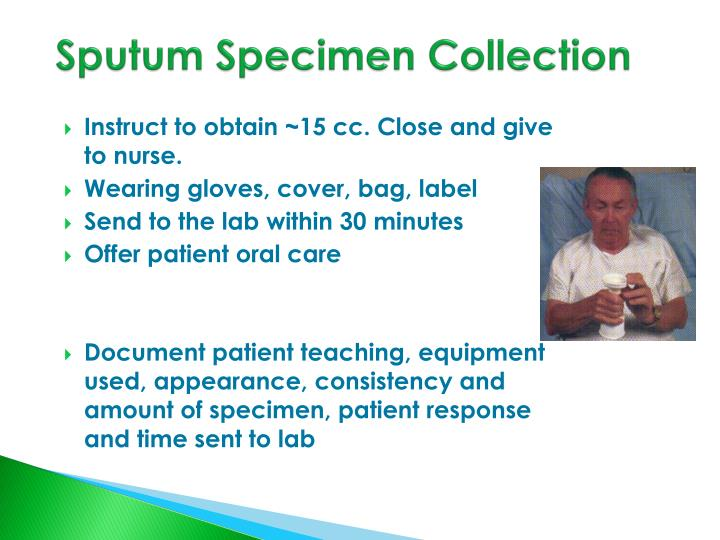 Sputum Specimen Collection
Instruct to obtain ~15 cc. Close and give
to nurse.
Wearing gloves, cover, bag, label
Send to the lab within 30 minutes
Offer patient oral care
Document patient teaching, equipment
used, appearance, consistency and
amount of specimen, patient response
and time sent to lab